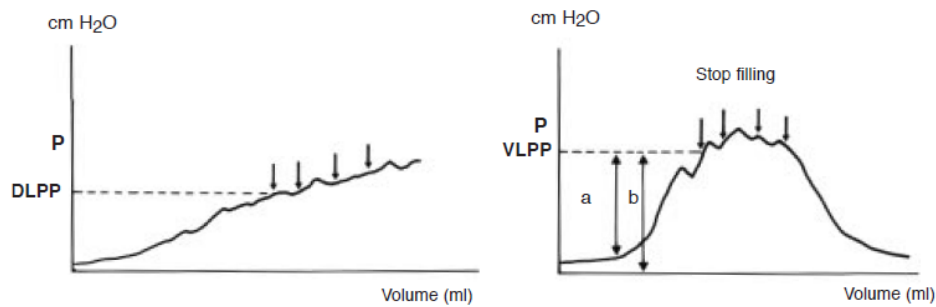 cm H2O
P
DLPP
Volume (ml)
cm H2O
Stop filling
P
VLPP
a
b
Volume (ml)